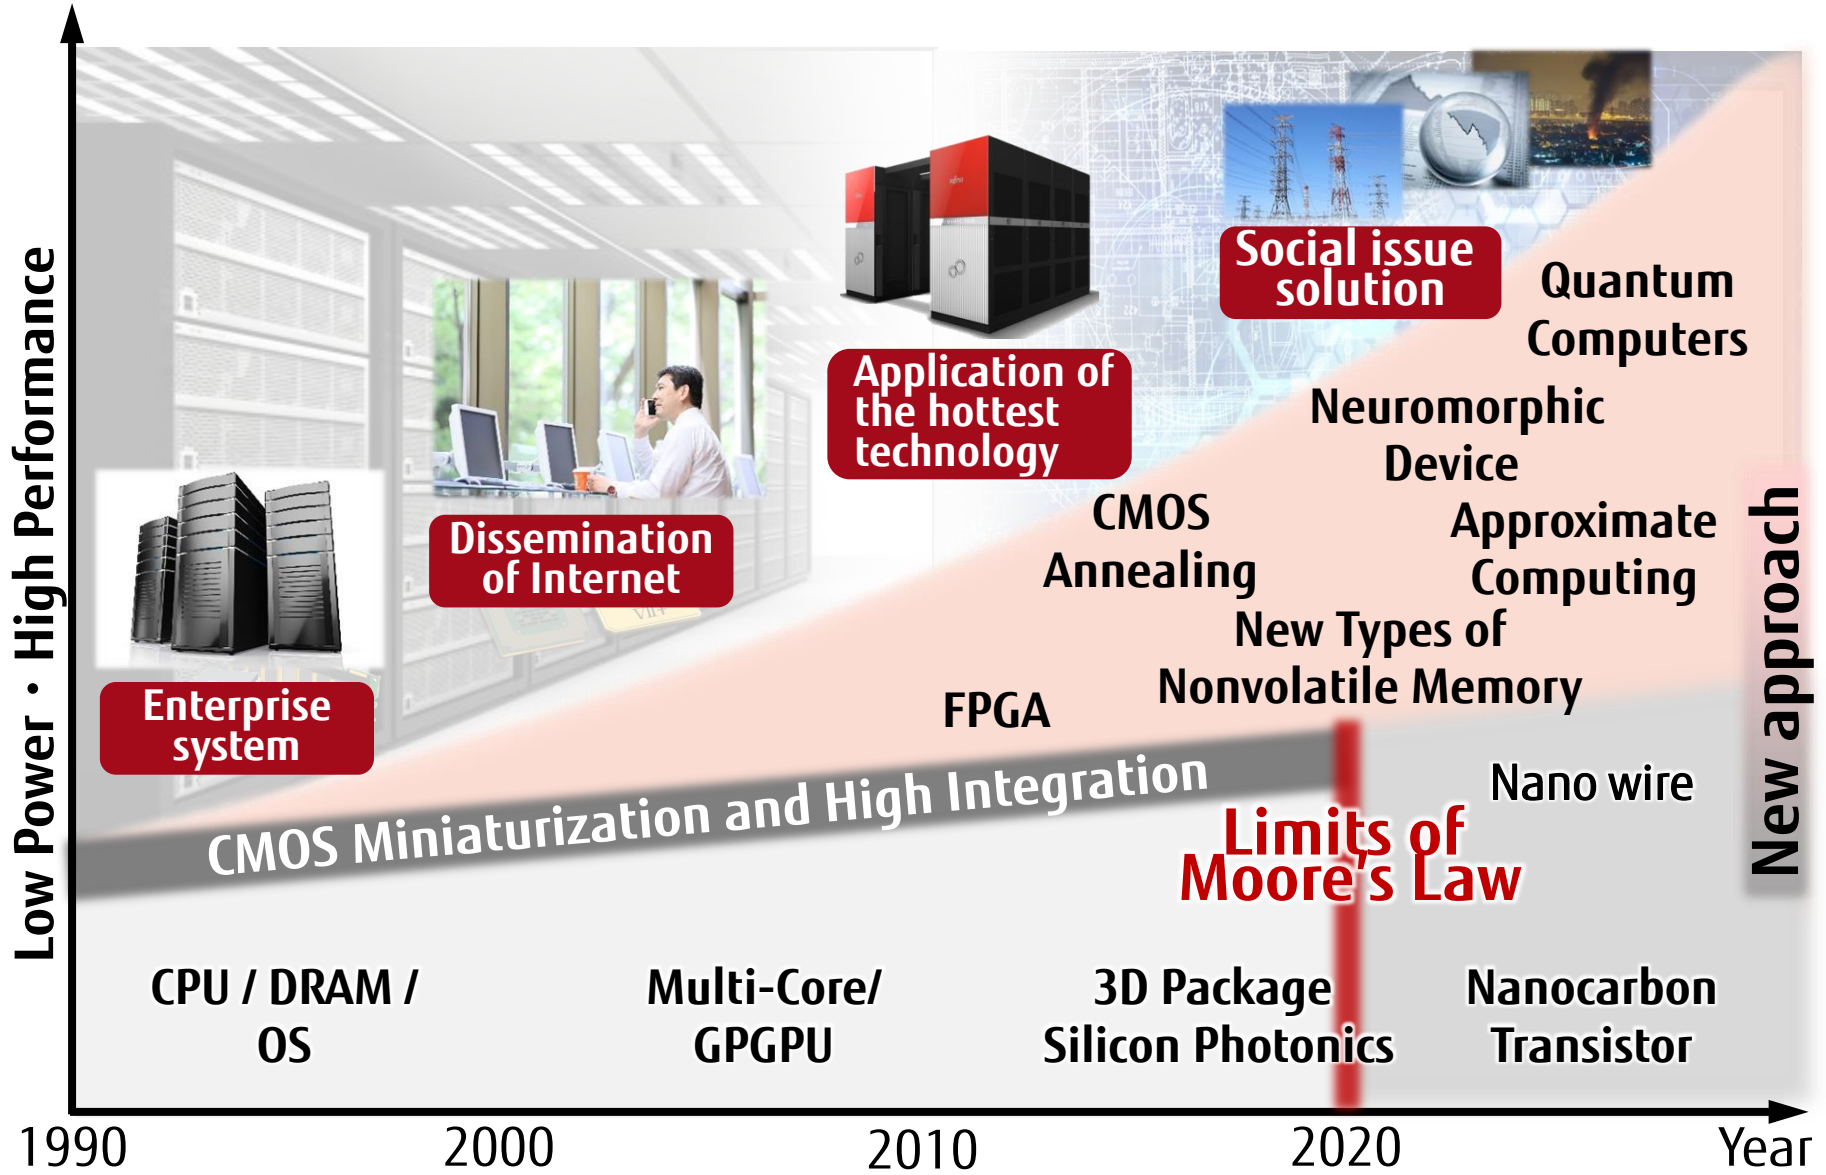 Low Power・High Performance
Social issue
solution
Quantum
Computers
Application of
the hottest
technology
Neuromorphic
Device
CMOS
Annealing
Approximate
Computing
Dissemination
of Internet
New Types of
Nonvolatile Memory
Enterprise
system
FPGA
New approach
CMOS Miniaturization and High Integration
Nano wire
Limits of
Moore's Law
CPU / DRAM /
OS
Multi-Core/
GPGPU
3D Package
Silicon Photonics
Nanocarbon
Transistor
1990
2000
2010
2020
Year